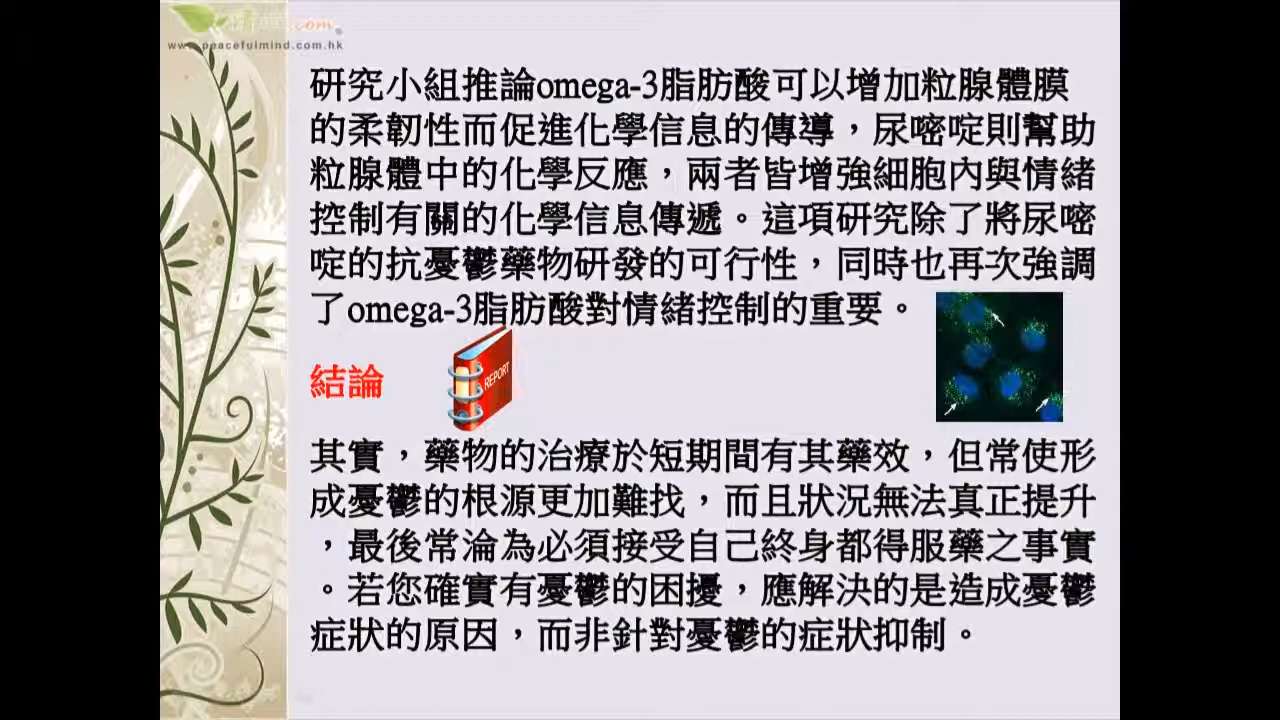 www.peacefulmind.com.hk
研究小組推論omega-3脂肪酸可以增加粒腺體膜
的柔韌性而促進化學信息的傳導，尿嘧啶則幫助
粒腺體中的化學反應，兩者皆增強細胞內與情緒
控制有關的化學信息傳遞。這項研究除了將尿嘧
啶的抗憂鬱藥物研發的可行性，同時也再次強調
了omega-3脂肪酸對情緒控制的重要。
結論
REPORT
其實，藥物的治療於短期間有其藥效，但常使形
成憂鬱的根源更加難找，而且狀況無法真正提升
，最後常淪為必須接受自己終身都得服藥之事實
。若您確實有憂鬱的困擾，應解決的是造成憂鬱
症狀的原因，而非針對憂鬱的症狀抑制。